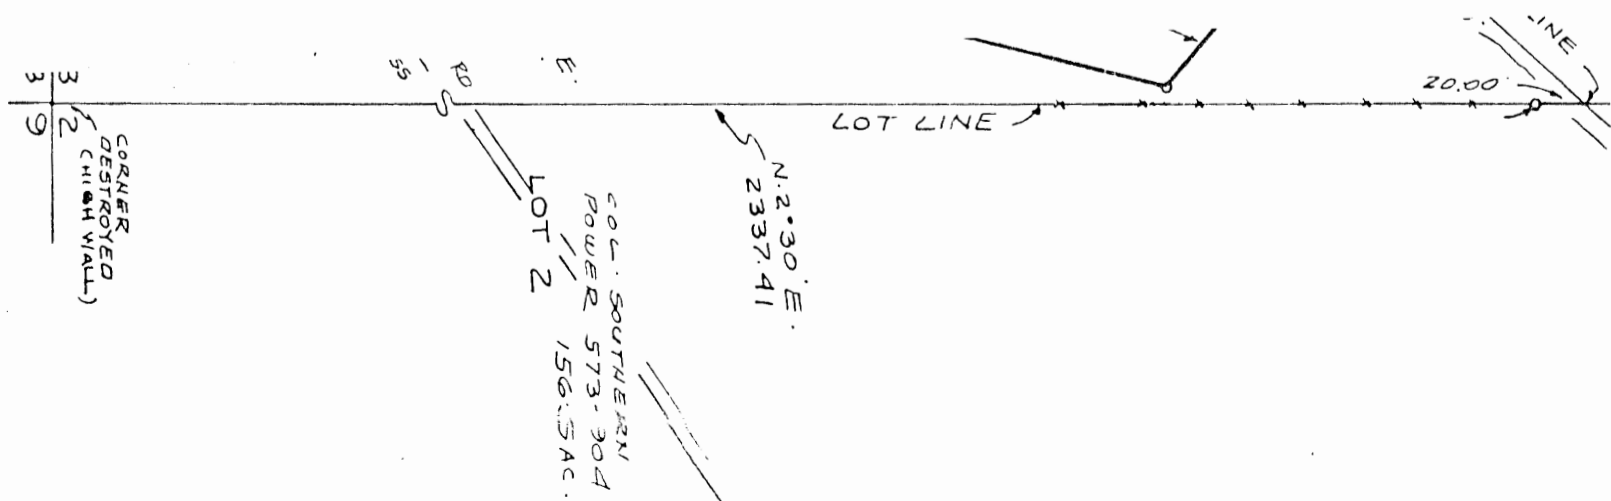 3
3
2
9
CORNER
DESTROYED
(HIGH WALL)
RD
E.
LOT 2
COL. SOUTHERN
POWER 573-304
156.5 AC.
N. 2° 30' E.
2337.41
LOT LINE
20.00
LINE